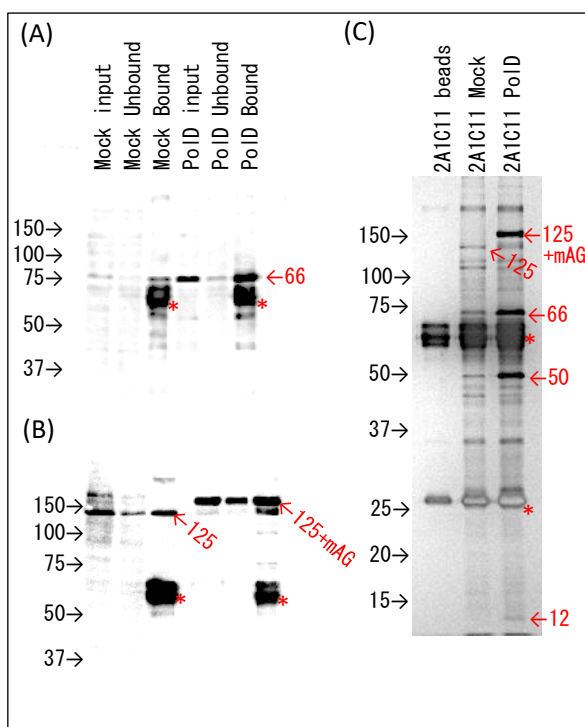 (A)
Mock input
Mock Unbound
Mock Bound
PolD input
PolD Unbound
PolD Bound
150→
100→
75→
50→
37→
←66
*
*
(B)
150→
100→
75→
50→
37→
←125
←125+mAG
*
*
(C)
2A1C11 beads
2A1C11 Mock
2A1C11 PolD
150→
100→
75→
50→
37→
25→
20→
15→
←125
+mAG
←125
←66
*
←50
*
←12